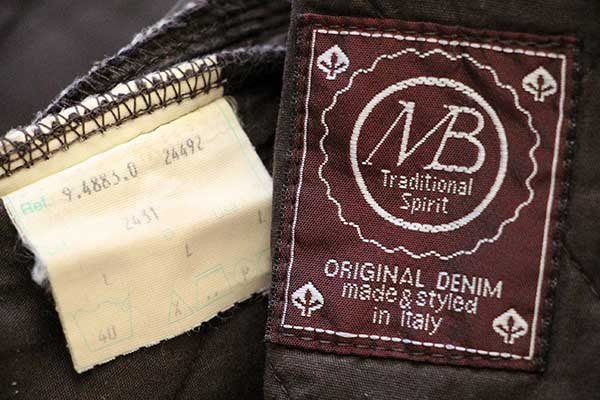 Ref. 9.4883.0 24492
2431
L L
L
40
MB
Traditional
Spirit
ORIGINAL DENIM
made & styled
in Italy